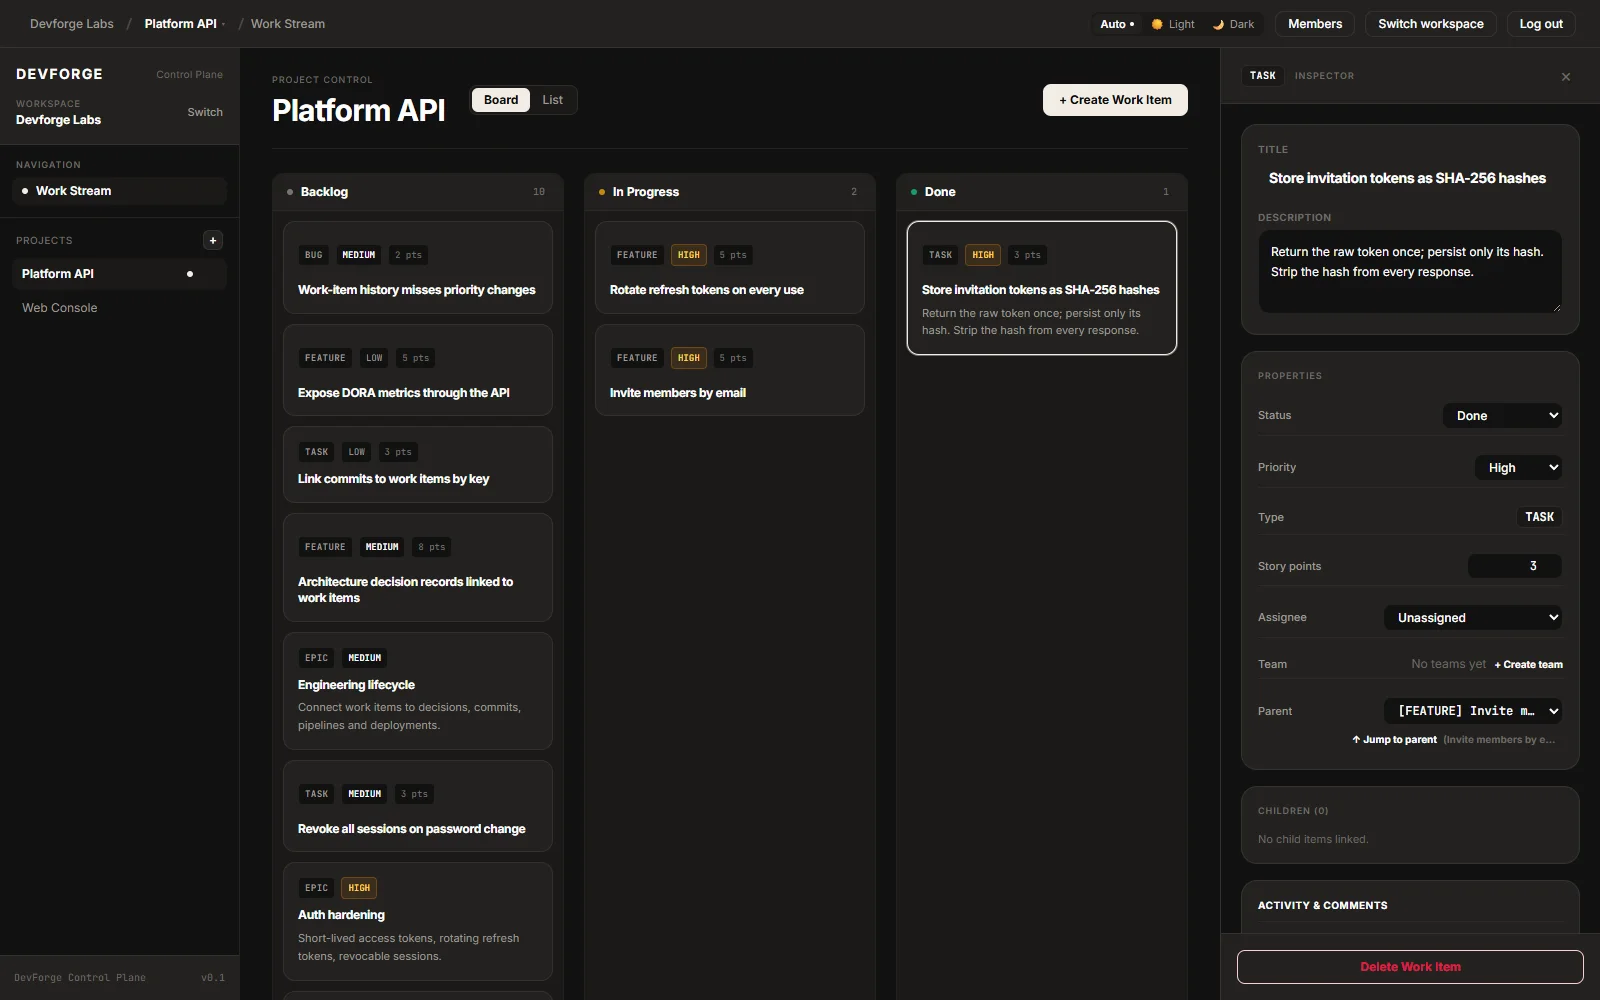 Devforge Labs / Platform API / Work Stream
Auto Light Dark Members Switch workspace Log out
DEVFORGE Control Plane
WORKSPACE
Devforge Labs Switch
NAVIGATION
Work Stream
PROJECTS +
Platform API
Web Console
DevForge Control Plane v0.1
PROJECT CONTROL
Platform API Board List + Create Work Item
Backlog 10
BUG MEDIUM 2 pts
Work-item history misses priority changes
FEATURE LOW 5 pts
Expose DORA metrics through the API
TASK LOW 3 pts
Link commits to work items by key
FEATURE MEDIUM 8 pts
Architecture decision records linked to
work items
EPIC MEDIUM
Engineering lifecycle
Connect work items to decisions, commits,
pipelines and deployments.
TASK MEDIUM 3 pts
Revoke all sessions on password change
EPIC HIGH
Auth hardening
Short-lived access tokens, rotating refresh
tokens, revocable sessions.
In Progress 2
FEATURE HIGH 5 pts
Rotate refresh tokens on every use
FEATURE HIGH 5 pts
Invite members by email
Done 1
TASK HIGH 3 pts
Store invitation tokens as SHA-256 hashes
Return the raw token once; persist only its
hash. Strip the hash from every response.
TASK INSPECTOR ×
TITLE
Store invitation tokens as SHA-256 hashes
DESCRIPTION
Return the raw token once; persist only its hash.
Strip the hash from every response.
PROPERTIES
Status Done
Priority High
Type TASK
Story points 3
Assignee Unassigned
Team No teams yet + Create team
Parent [FEATURE] Invite m…
↑ Jump to parent (Invite members by e…
CHILDREN (0)
No child items linked.
ACTIVITY & COMMENTS
Delete Work Item